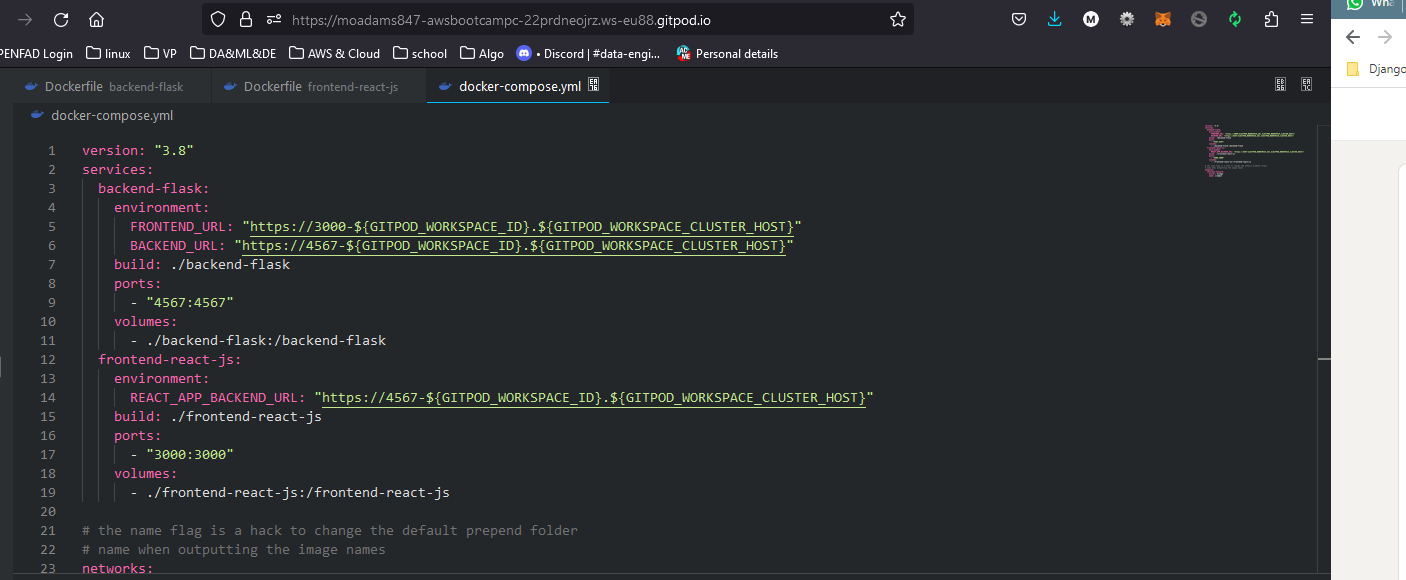 Wha
https://moadams847-awsbootcampc-22prdneojrz.ws-eu88.gitpod.io
M
PENFAD Login linux VP DA&ML&DE AWS & Cloud school Algo • Discord | #data-engi... Personal details
Django
Dockerfile backend-flask Dockerfile frontend-react-js docker-compose.yml
docker-compose.yml
1 version: "3.8"
2 services:
3 backend-flask:
4 environment:
5 FRONTEND_URL: "https://3000-${GITPOD_WORKSPACE_ID}.${GITPOD_WORKSPACE_CLUSTER_HOST}"
6 BACKEND_URL: "https://4567-${GITPOD_WORKSPACE_ID}.${GITPOD_WORKSPACE_CLUSTER_HOST}"
7 build: ./backend-flask
8 ports:
9 - "4567:4567"
10 volumes:
11 - ./backend-flask:/backend-flask
12 frontend-react-js:
13 environment:
14 REACT_APP_BACKEND_URL: "https://4567-${GITPOD_WORKSPACE_ID}.${GITPOD_WORKSPACE_CLUSTER_HOST}"
15 build: ./frontend-react-js
16 ports:
17 - "3000:3000"
18 volumes:
19 - ./frontend-react-js:/frontend-react-js
20
21 # the name flag is a hack to change the default prepend folder
22 # name when outputting the image names
23 networks: